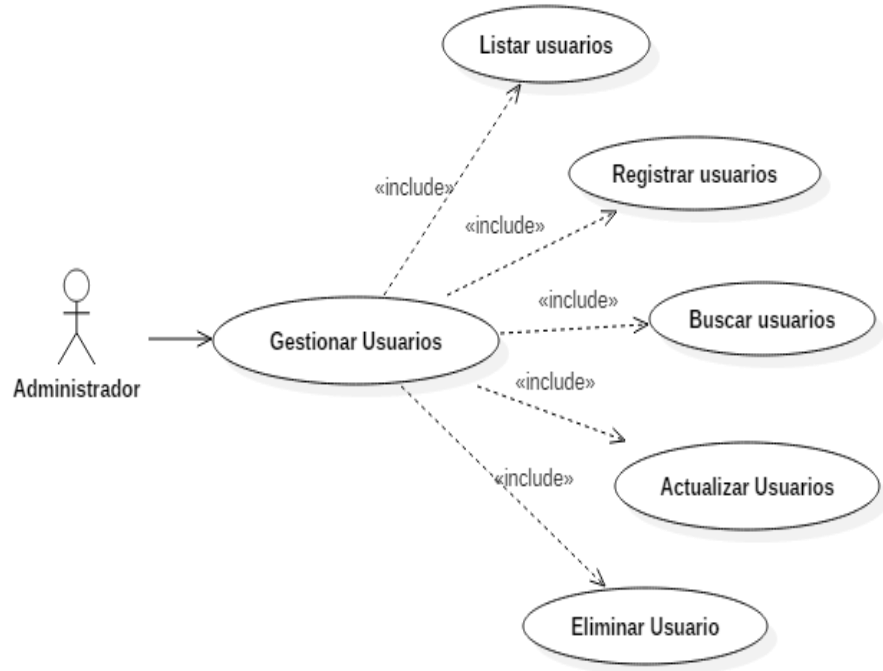 Listar usuarios
Registrar usuarios
«include»
«include»
Buscar usuarios
«include»
Gestionar Usuarios
Administrador
«include»
Actualizar Usuarios
«include»
Eliminar Usuario